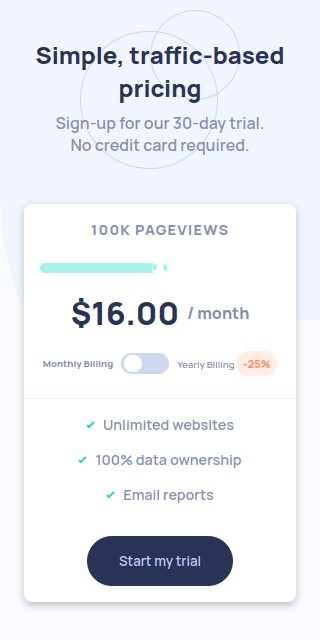 Simple, traffic-based
pricing
Sign-up for our 30-day trial.
No credit card required.
100K PAGEVIEWS
$16.00 / month
Monthly Billing Yearly Billing -25%
Unlimited websites
100% data ownership
Email reports
Start my trial